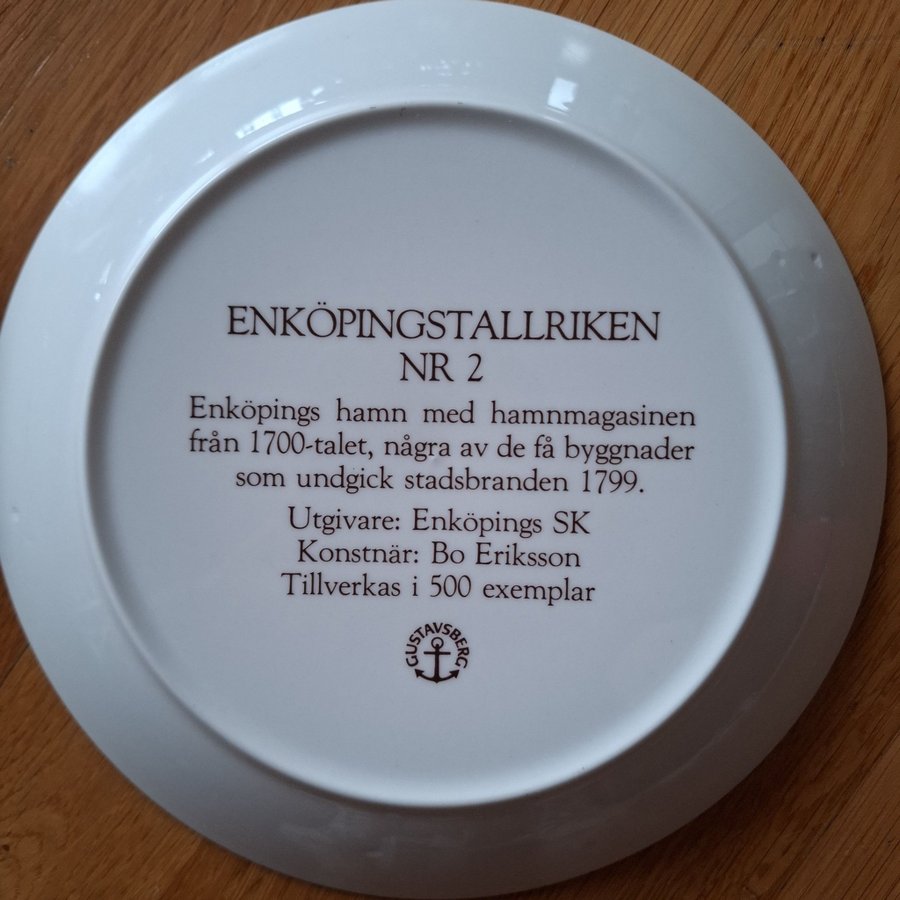 ENKÖPINGSTALLRIKEN
NR 2
Enköpings hamn med hamnmagasinen
från 1700-talet, några av de få byggnader
som undgick stadsbranden 1799.
Utgivare: Enköpings SK
Konstnär: Bo Eriksson
Tillverkas i 500 exemplar
GUSTAVSBERG